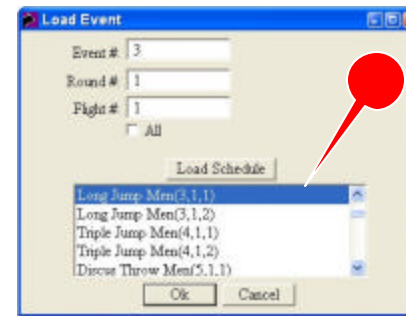 Load Event
Event # 3
Round # 1
Flight # 1
All
Load Schedule
Long Jump Men(3,1,1)
Long Jump Men(3,1,2)
Triple Jump Men(4,1,1)
Triple Jump Men(4,1,2)
Discus Throw Men(5,1,1)
Ok Cancel